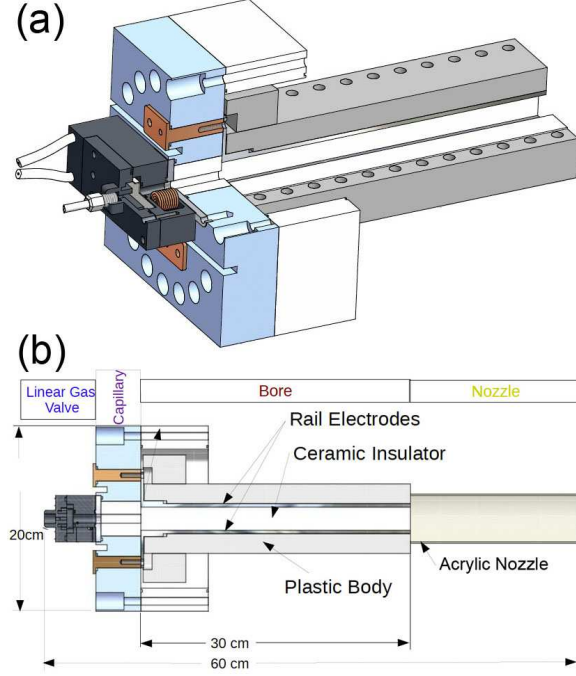 (a)
(b)
Linear Gas
Valve
Capillary
Bore
Nozzle
Rail Electrodes
Ceramic Insulator
20cm
Acrylic Nozzle
Plastic Body
30 cm
60 cm